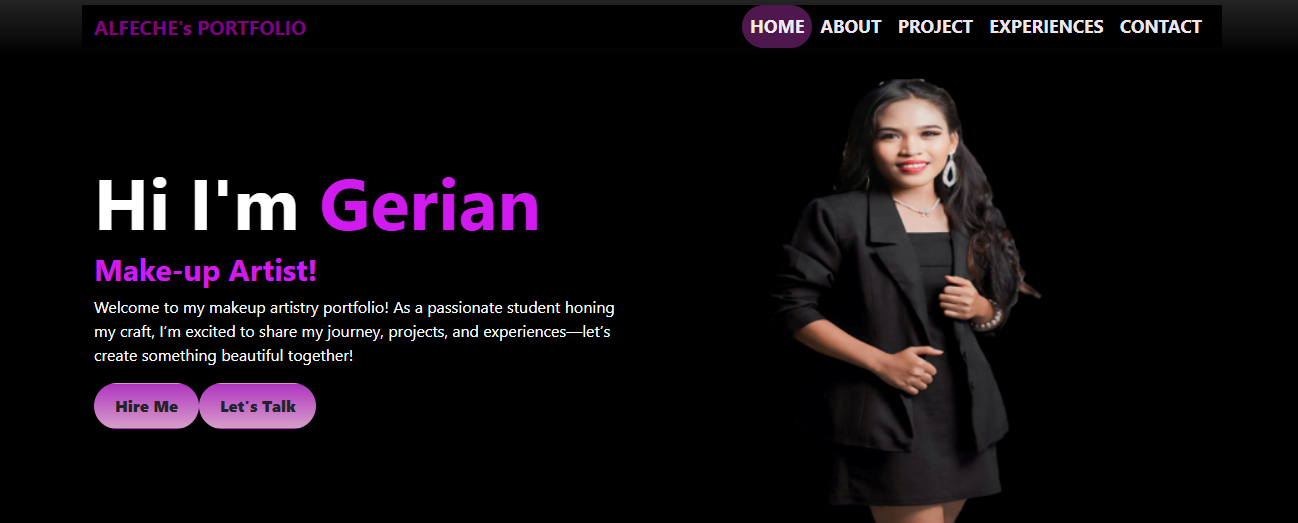 ALFECHE's PORTFOLIO
HOME ABOUT PROJECT EXPERIENCES CONTACT
Hi I'm Gerian
Make-up Artist!
Welcome to my makeup artistry portfolio! As a passionate student honing
my craft, I’m excited to share my journey, projects, and experiences—let’s
create something beautiful together!
Hire Me Let's Talk